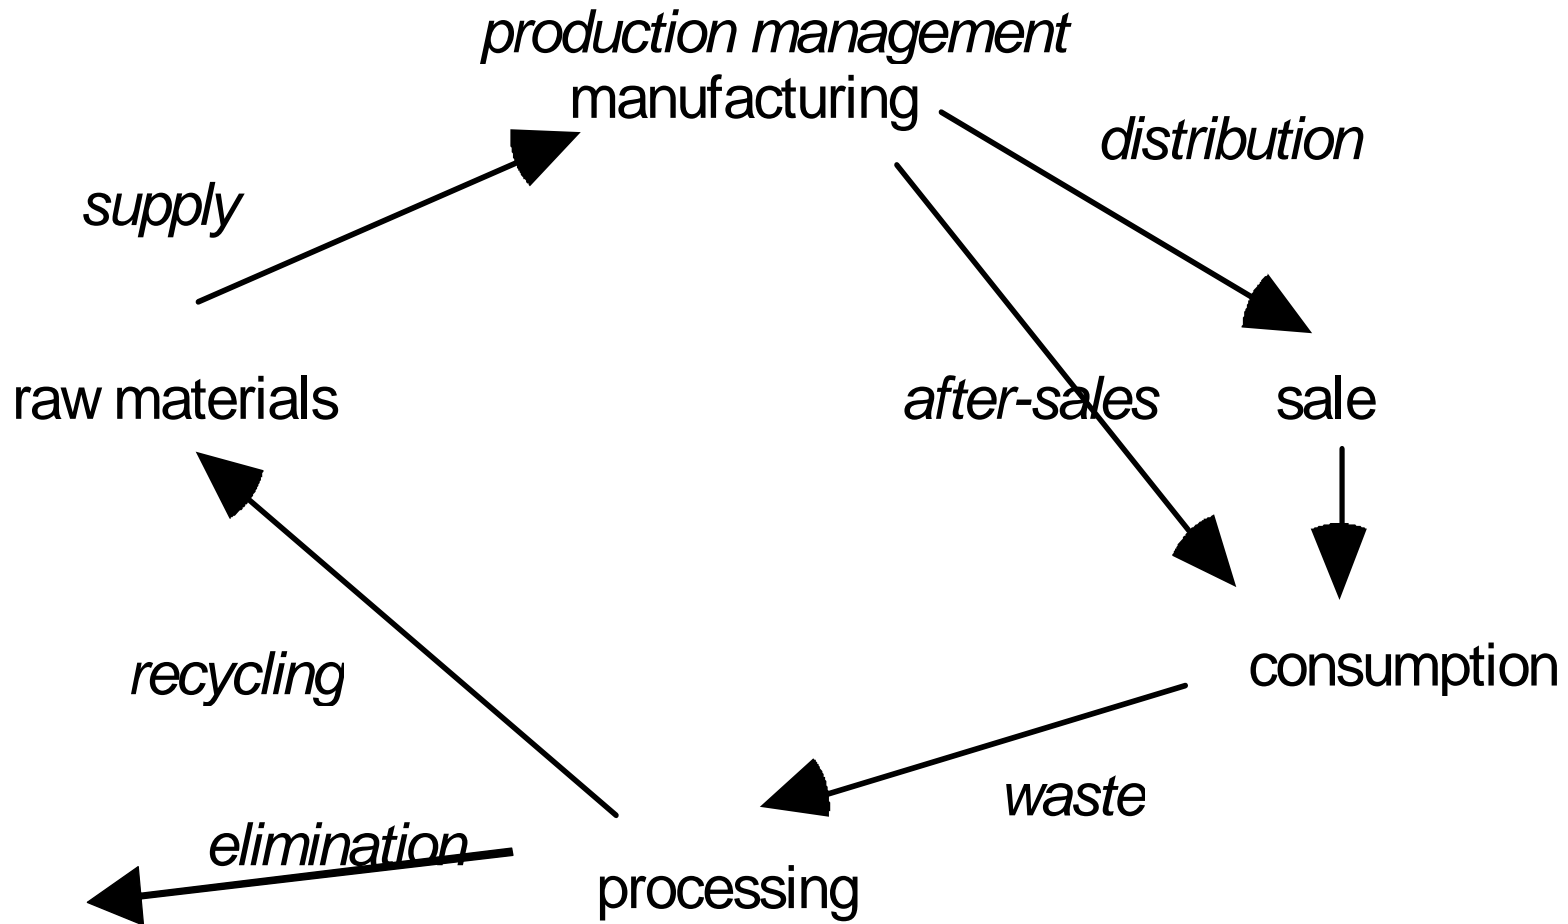 production management
manufacturing
distribution
supply
raw materials
after-sales
sale
recycling
consumption
waste
elimination
processing